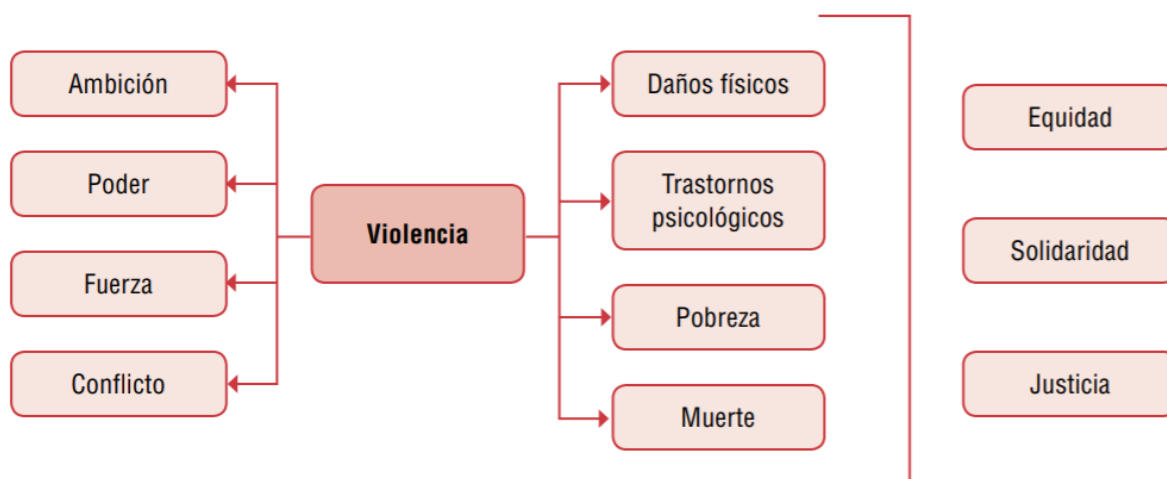 Ambición
Poder
Fuerza
Conflicto
Violencia
Daños físicos
Trastornos
psicológicos
Pobreza
Muerte
Equidad
Solidaridad
Justicia